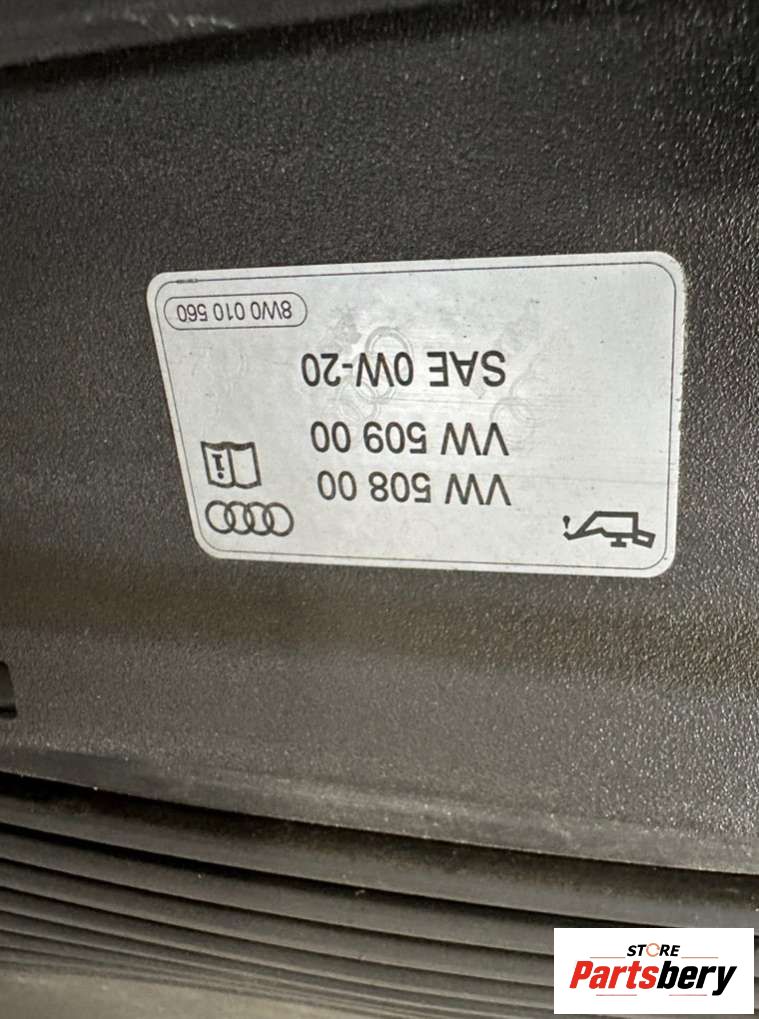 VW 508 00
VW 509 00
SAE 0W-20
8W0 010 560
STORE
Partsbery